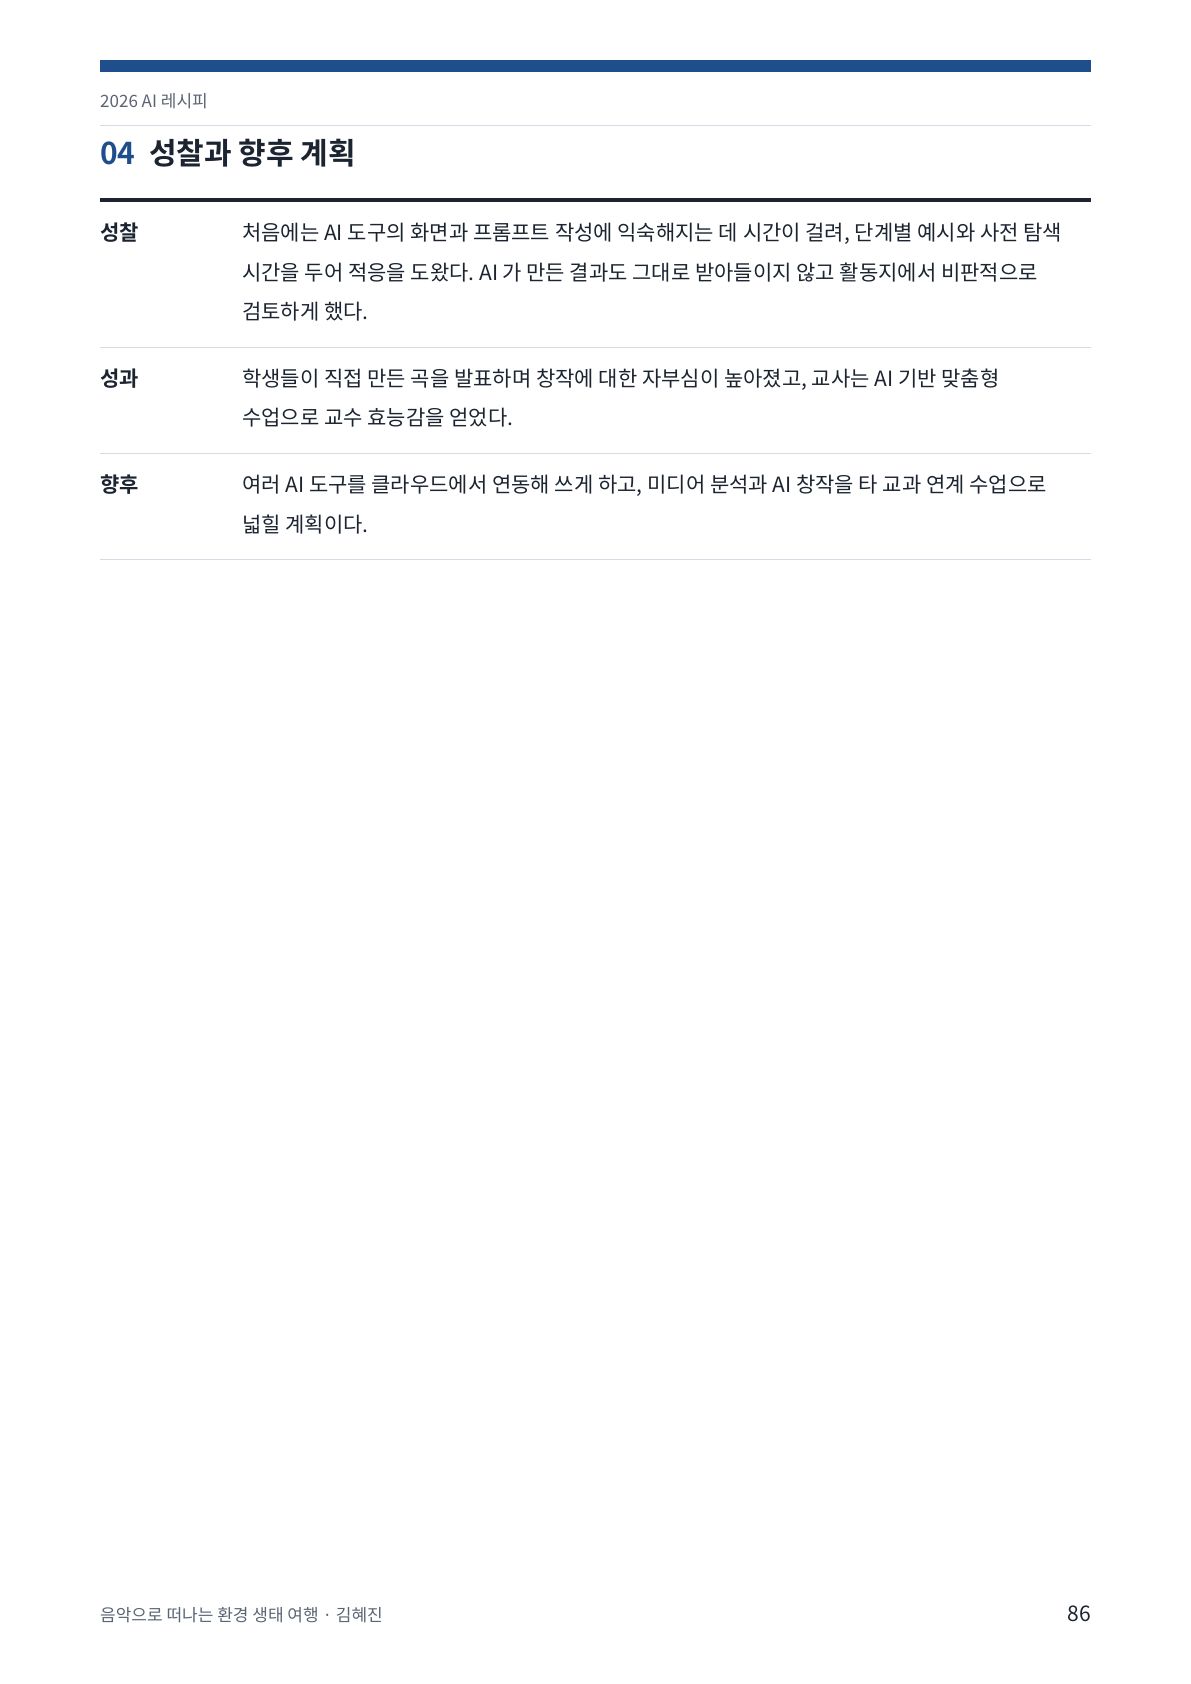 2026 AI 레시피
04 성찰과 향후 계획
성찰
처음에는 AI 도구의 화면과 프롬프트 작성에 익숙해지는 데 시간이 걸려, 단계별 예시와 사전 탐색
시간을 두어 적응을 도왔다. AI 가 만든 결과도 그대로 받아들이지 않고 활동지에서 비판적으로
검토하게 했다.
성과
학생들이 직접 만든 곡을 발표하며 창작에 대한 자부심이 높아졌고, 교사는 AI 기반 맞춤형
수업으로 교수 효능감을 얻었다.
향후
여러 AI 도구를 클라우드에서 연동해 쓰게 하고, 미디어 분석과 AI 창작을 타 교과 연계 수업으로
넓힐 계획이다.
음악으로 떠나는 환경 생태 여행 · 김혜진
86